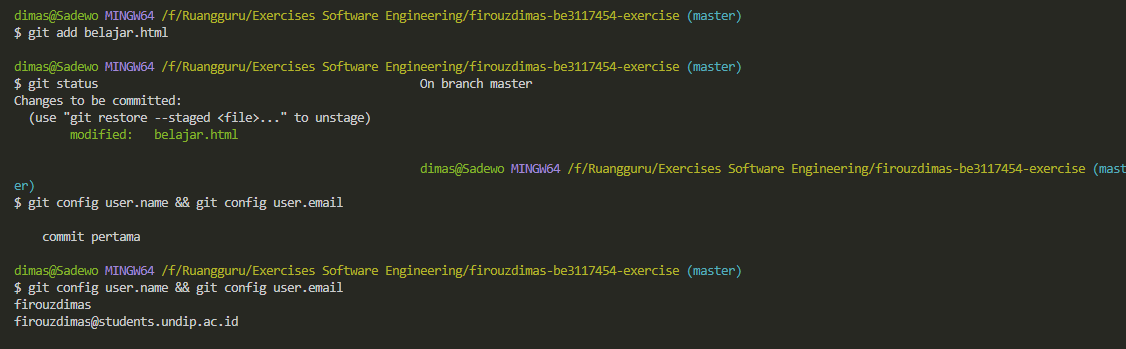 dimas@Sadewo MINGW64 /f/Ruangguru/Exercises Software Engineering/firouzdimas-be3117454-exercise (master)
$ git add belajar.html
dimas@Sadewo MINGW64 /f/Ruangguru/Exercises Software Engineering/firouzdimas-be3117454-exercise (master)
$ git status On branch master
Changes to be committed:
(use "git restore --staged <file>..." to unstage)
modified: belajar.html
dimas@Sadewo MINGW64 /f/Ruangguru/Exercises Software Engineering/firouzdimas-be3117454-exercise (mast
er)
$ git config user.name && git config user.email
commit pertama
dimas@Sadewo MINGW64 /f/Ruangguru/Exercises Software Engineering/firouzdimas-be3117454-exercise (master)
$ git config user.name && git config user.email
firouzdimas
firouzdimas@students.undip.ac.id